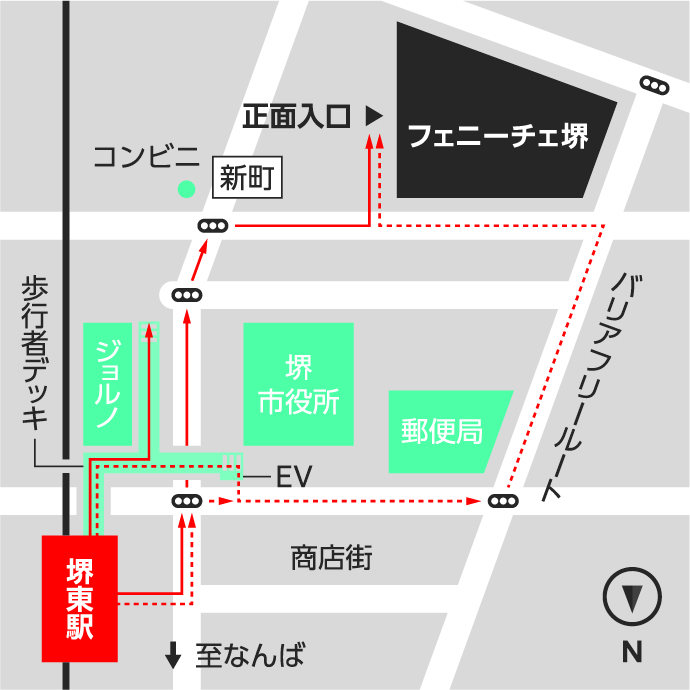 正面入口
フェニーチェ堺
コンビニ
新町
歩行者デッキ
ジョルノ
堺
市役所
郵便局
バリアフリールート
EV
堺東駅
商店街
至なんば
N